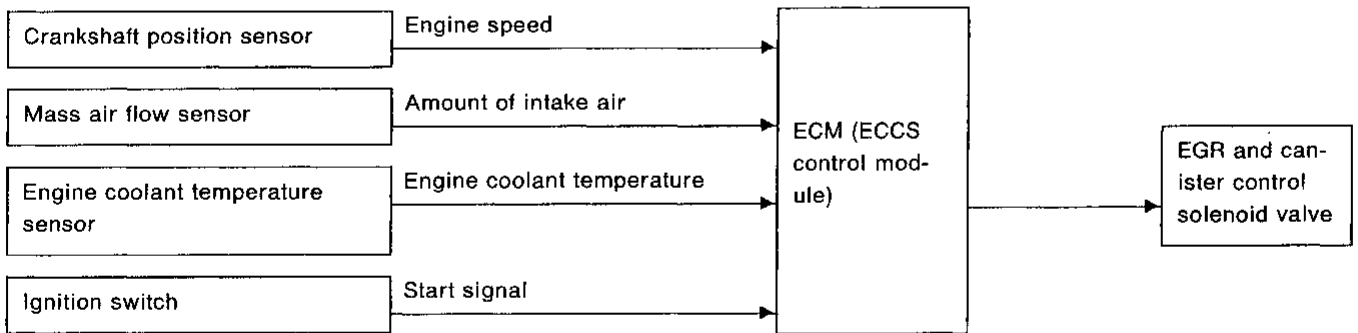 Crankshaft position sensor
Engine speed
Mass air flow sensor
Amount of intake air
Engine coolant temperature
sensor
Engine coolant temperature
Ignition switch
Start signal
ECM (ECCS
control mod-
ule)
EGR and can-
ister control
solenoid valve